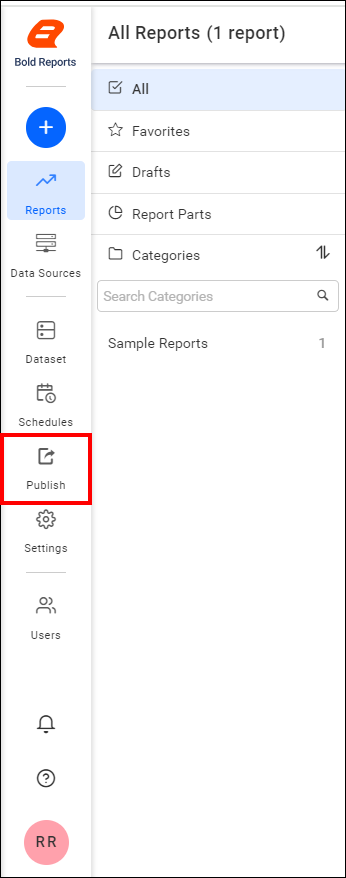 Bold Reports
Reports
Data Sources
Dataset
Schedules
Publish
Settings
Users
RR
All Reports (1 report)
All
Favorites
Drafts
Report Parts
Categories
Search Categories
Sample Reports 1